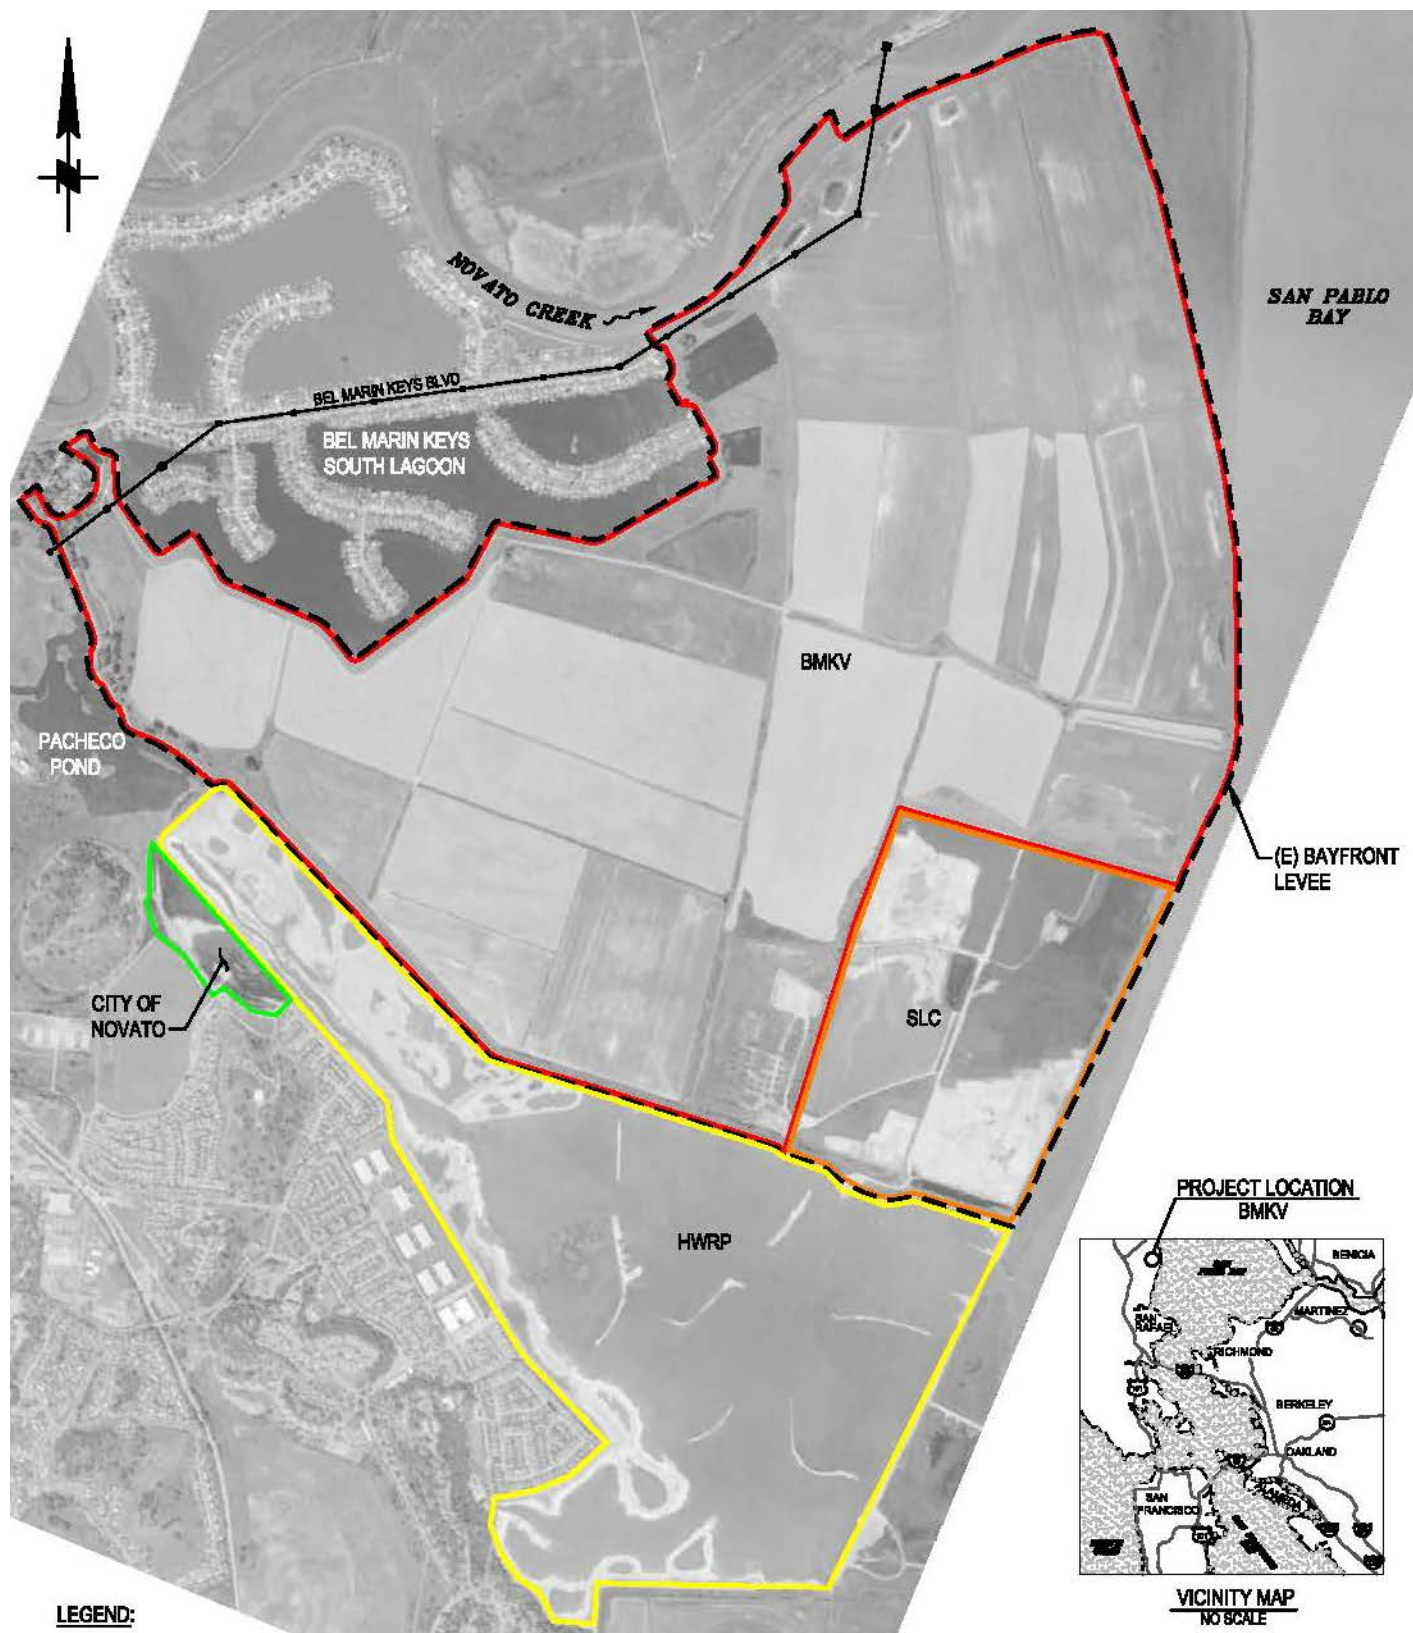 NOVATO CREEK
SAN PABLO
BAY
BEL MARIN KEYS BLVD
BEL MARIN KEYS
SOUTH LAGOON
BMKV
PACHECO
POND
(E) BAYFRONT
LEVEE
CITY OF
NOVATO
SLC
HWRP
PROJECT LOCATION
BMKV
BENICIA
MARTINEZ
SAN
RAFAEL
RICHMOND
BERKELEY
OAKLAND
ALAMEDA
SAN
FRANCISCO
VICINITY MAP
NO SCALE
LEGEND: